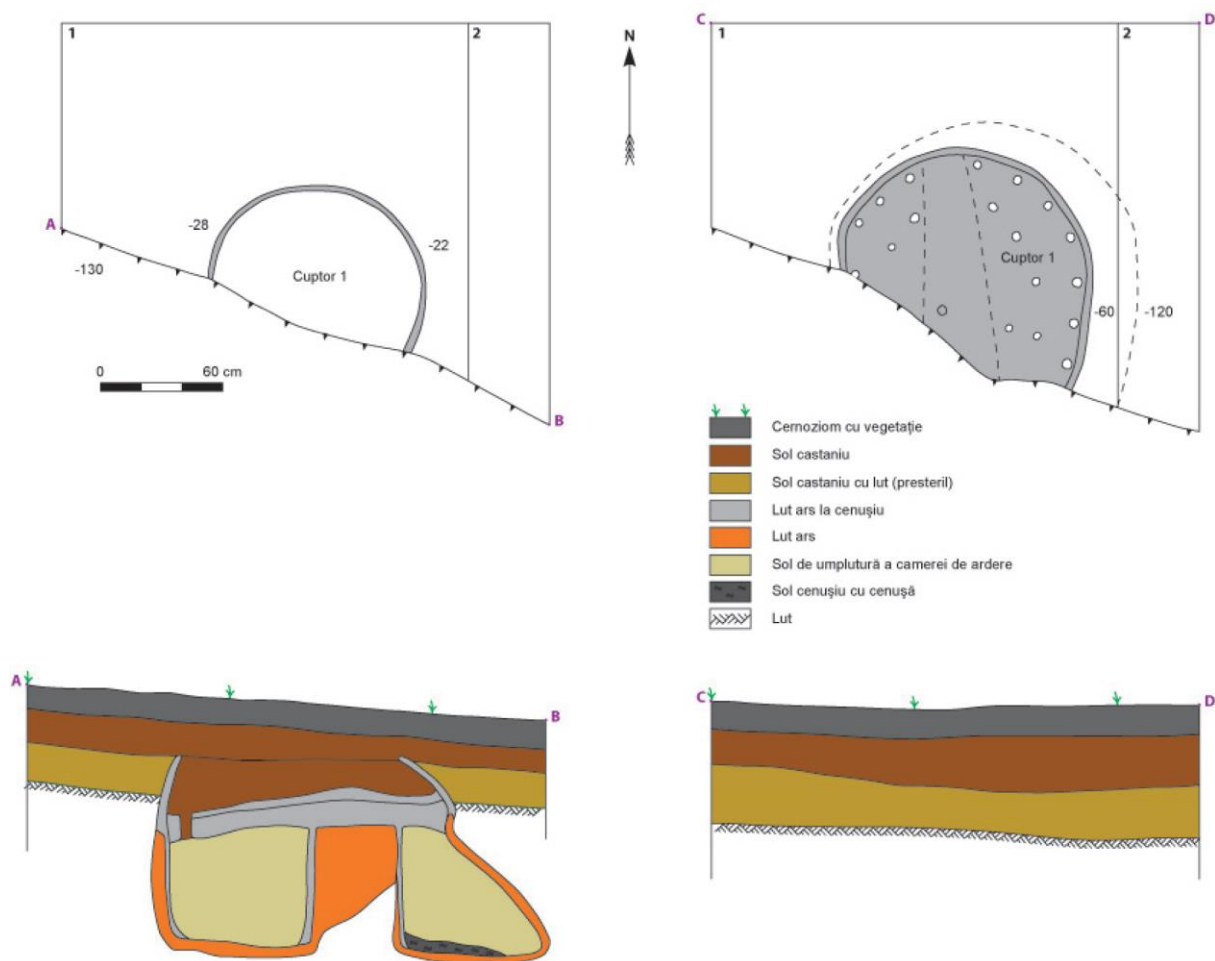 1
2
A
-28
-22
-130
Cuptor 1
0
60 cm
B
N
C
D
1
2
Cuptor 1
-60
-120
Cernoziom cu vegetație
Sol castaniu
Sol castaniu cu lut (presteril)
Lut ars la cenușiu
Lut ars
Sol de umplutură a camerei de ardere
Sol cenușiu cu cenușă
Lut
A
B
C
D